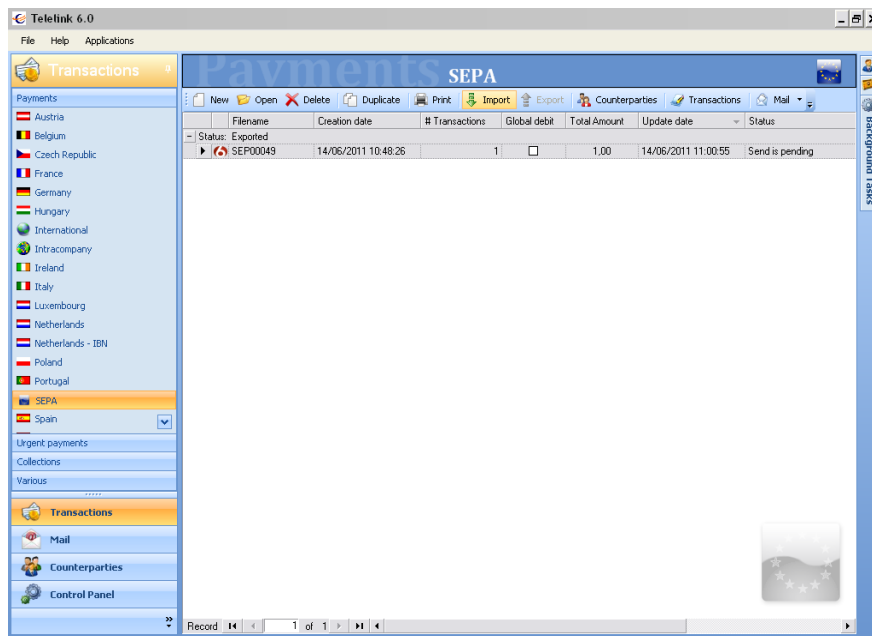 Telelink 6.0
File Help Applications
Transactions
Payments SEPA
Payments
New Open Delete Duplicate Print Import Export Counterparties Transactions Mail
Filename Creation date # Transactions Global debit Total Amount Update date Status
Status: Exported
SEP00049 14/06/2011 10:48:26 1 1,00 14/06/2011 11:00:55 Send is pending
Austria
Belgium
Czech Republic
France
Germany
Hungary
International
Intracompany
Ireland
Italy
Luxembourg
Netherlands
Netherlands - IBN
Poland
Portugal
SEPA
Spain
Urgent payments
Collections
Various
Transactions
Mail
Counterparties
Control Panel
Record 1 of 1
Background Tasks